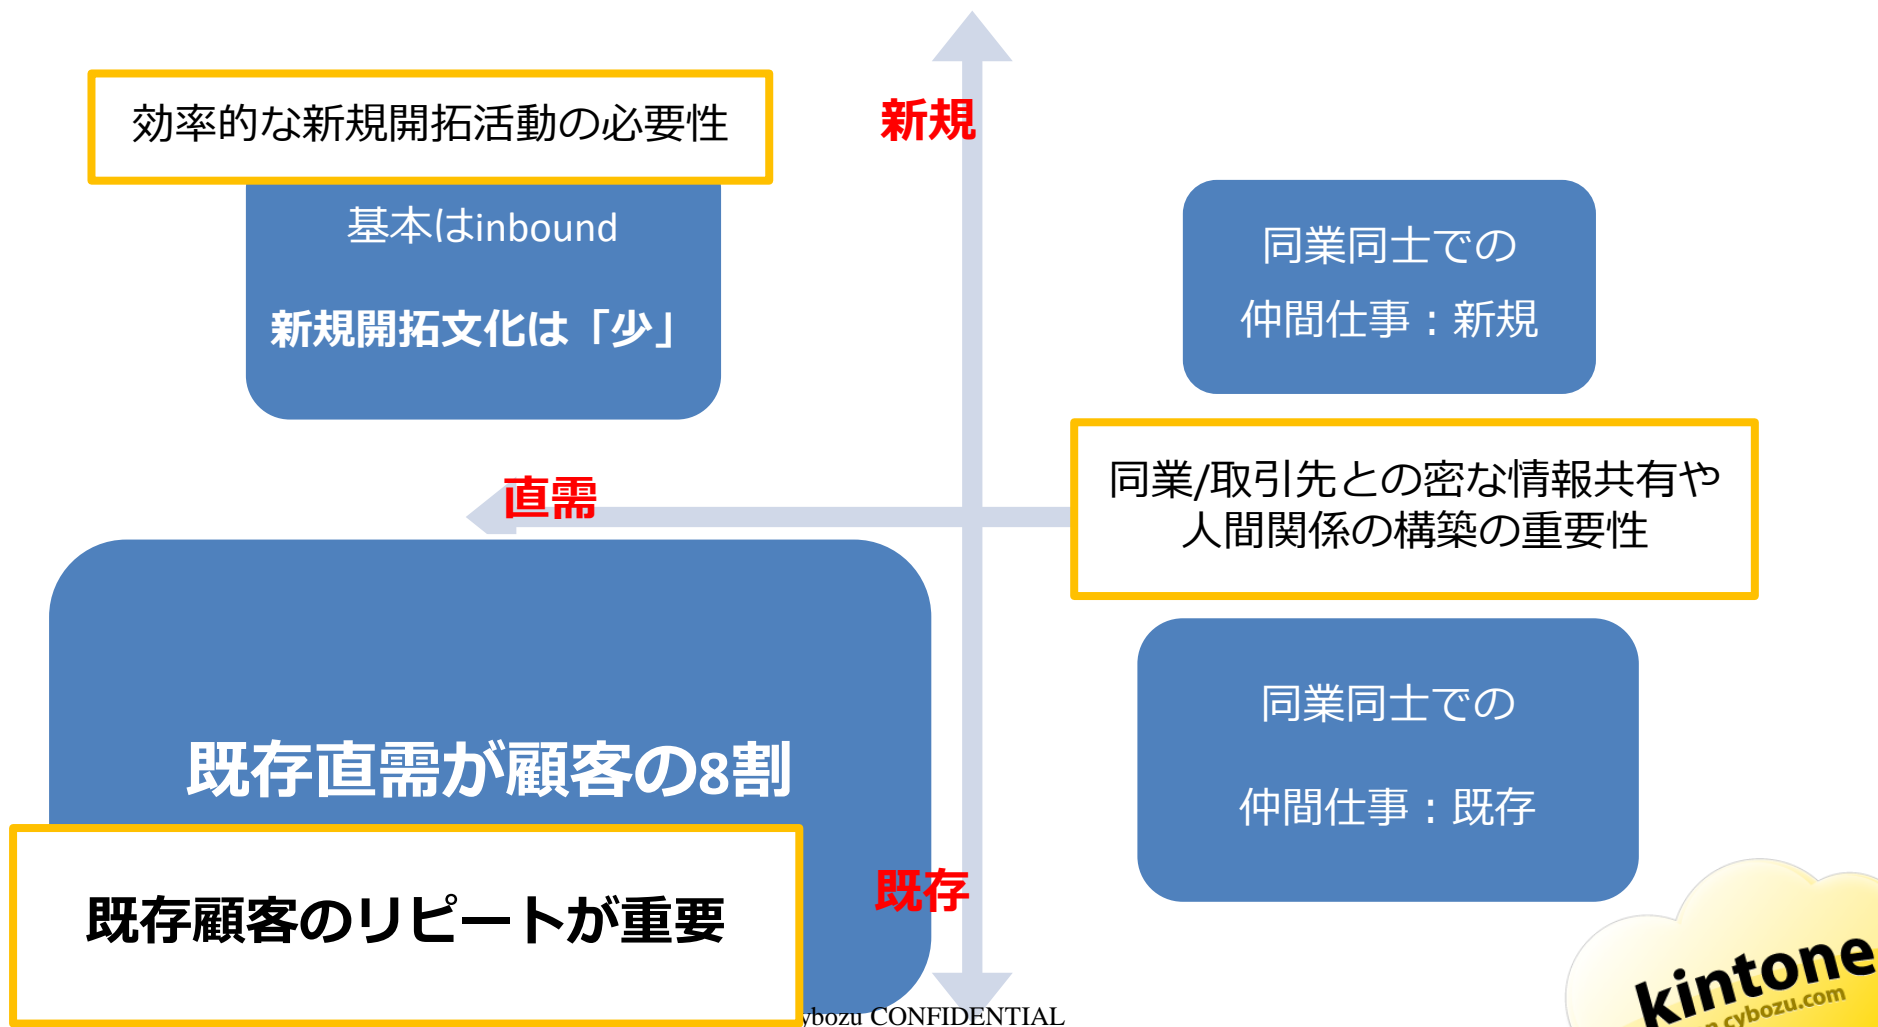 効率的な新規開拓活動の必要性
新規
基本はinbound
新規開拓文化は「少」
同業同士での
仲間仕事：新規
直需
同業/取引先との密な情報共有や
人間関係の構築の重要性
既存直需が顧客の8割
同業同士での
仲間仕事：既存
既存
既存顧客のリピートが重要
ybozu CONFIDENTIAL
kintone
n.cybozu.com